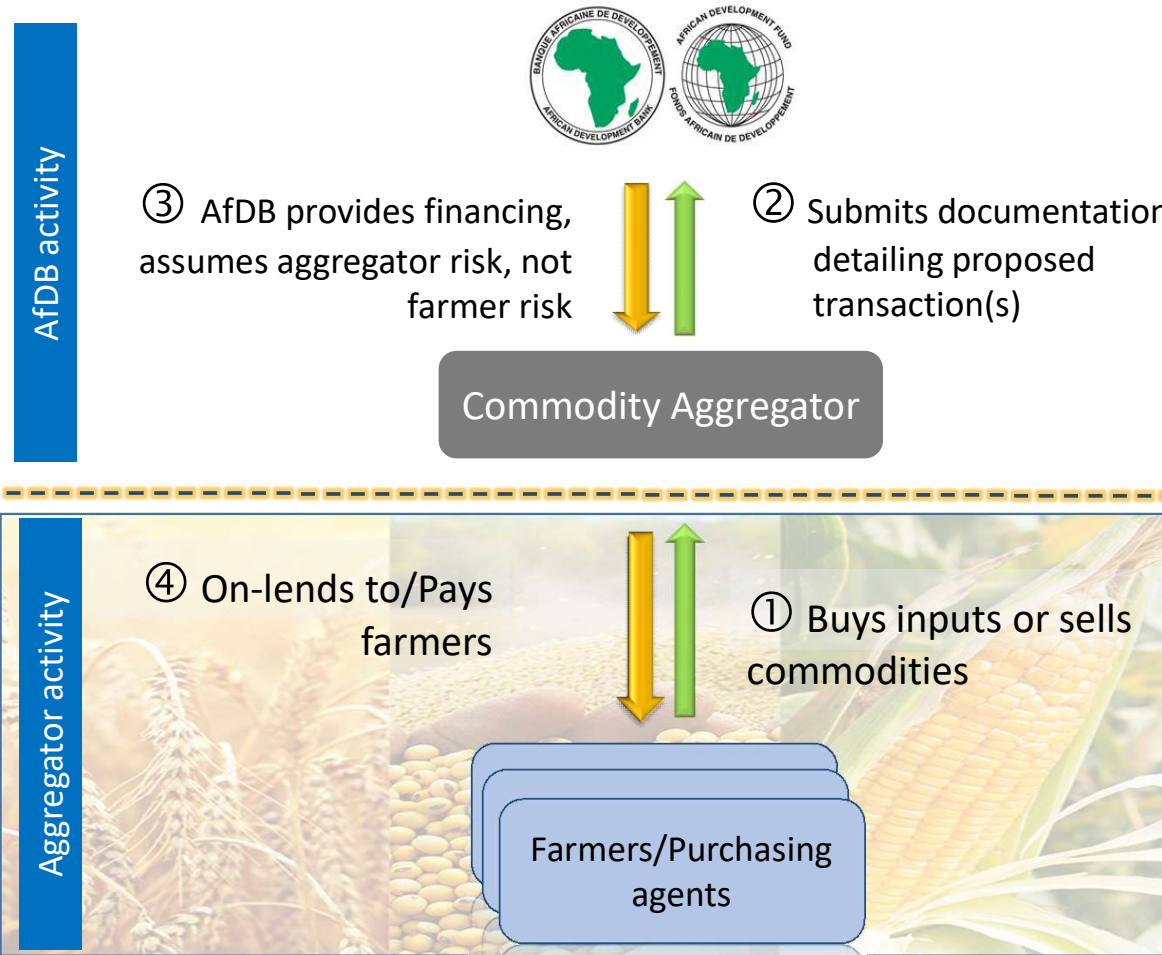 BANQUE AFRICAINE DE DEVELOPPEMENT
AFRICAN DEVELOPMENT BANK
AFRICAN DEVELOPMENT FUND
FONDS AFRICAIN DE DEVELOPPEMENT
AfDB activity
③ AfDB provides financing,
assumes aggregator risk, not
farmer risk
② Submits documentation
detailing proposed
transaction(s)
Commodity Aggregator
Aggregator activity
④ On-lends to/Pays
farmers
① Buys inputs or sells
commodities
Farmers/Purchasing
agents